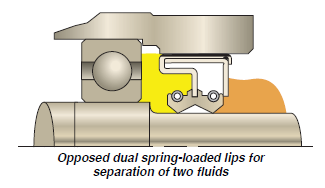 Opposed dual spring-loaded lips for
separation of two fluids